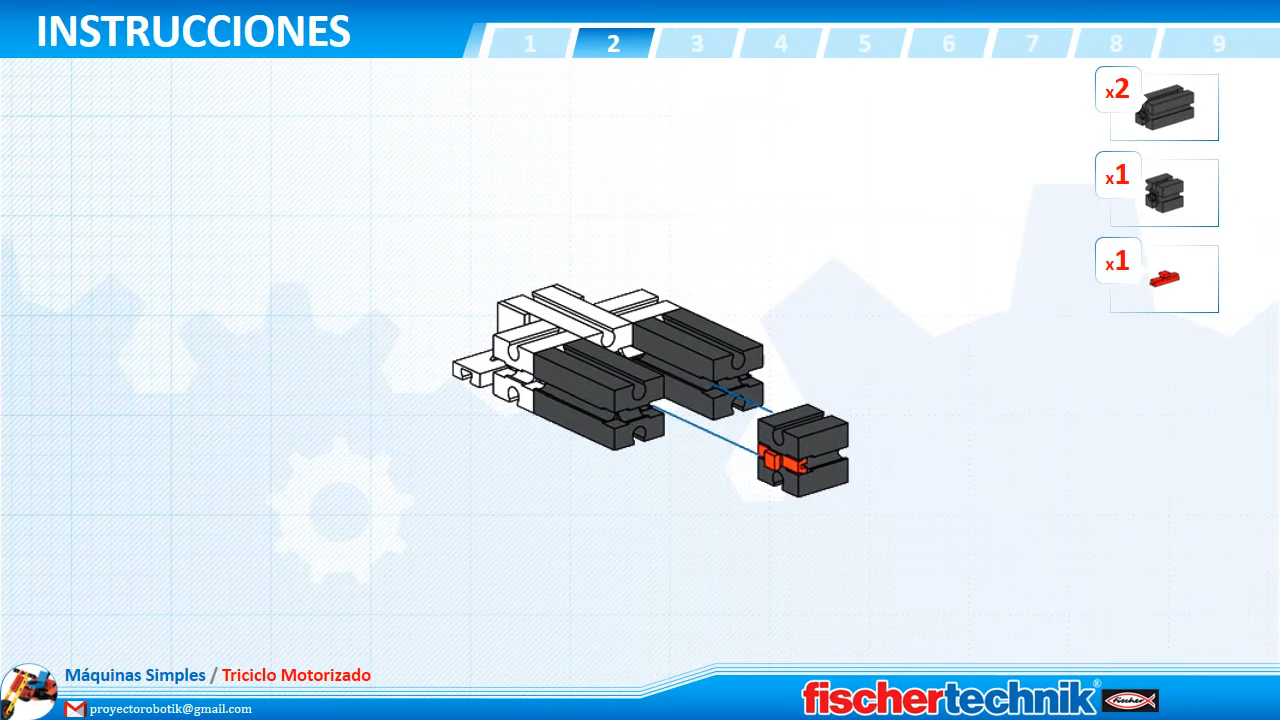 INSTRUCCIONES
1 2 3 4 5 6 7 8 9
x2
x1
x1
Máquinas Simples / Triciclo Motorizado
proyectorobotik@gmail.com
fischertechnik®
fischer